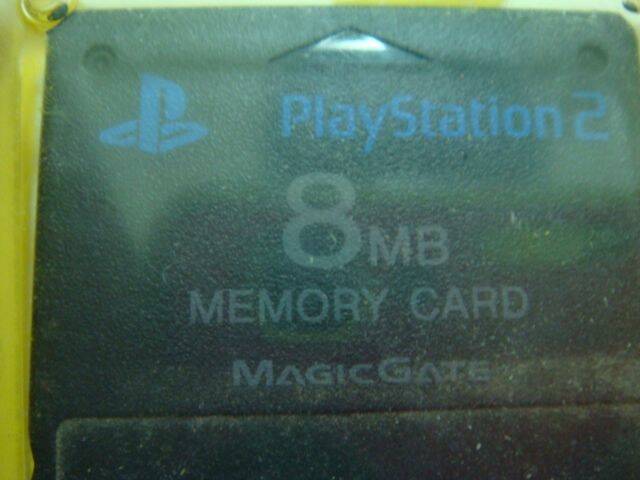 PlayStation 2
8MB
MEMORY CARD
MAGICGATE